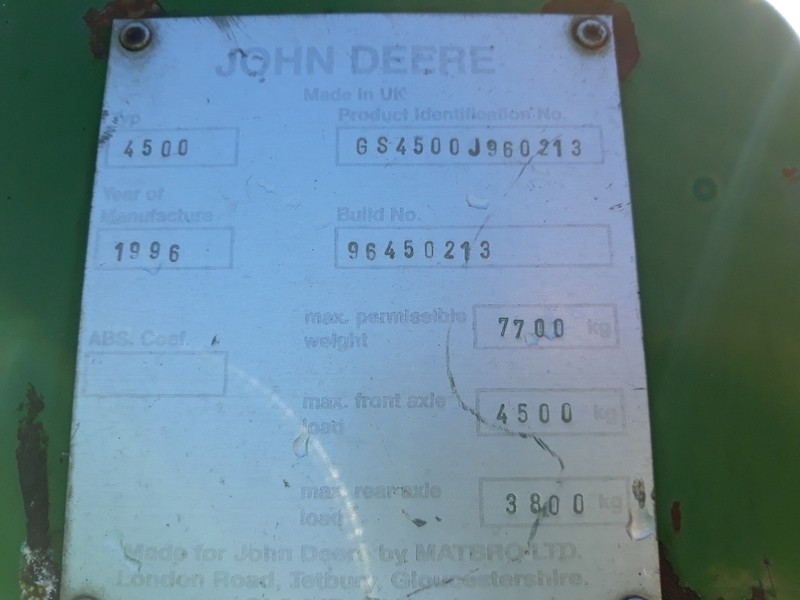 JOHN DEERE
Made in UK
Typ
Product Identification No.
4500
GS4500J960213
Year of
Manufacture
Build No.
1996
96450213
max. permissible
weight
7700 kg
ABS. Coef.
max. front axle
load
4500 kg
max. rear axle
load
3800 kg
Made for John Deere by MATBRO LTD.
London Road, Tetbury, Gloucestershire.